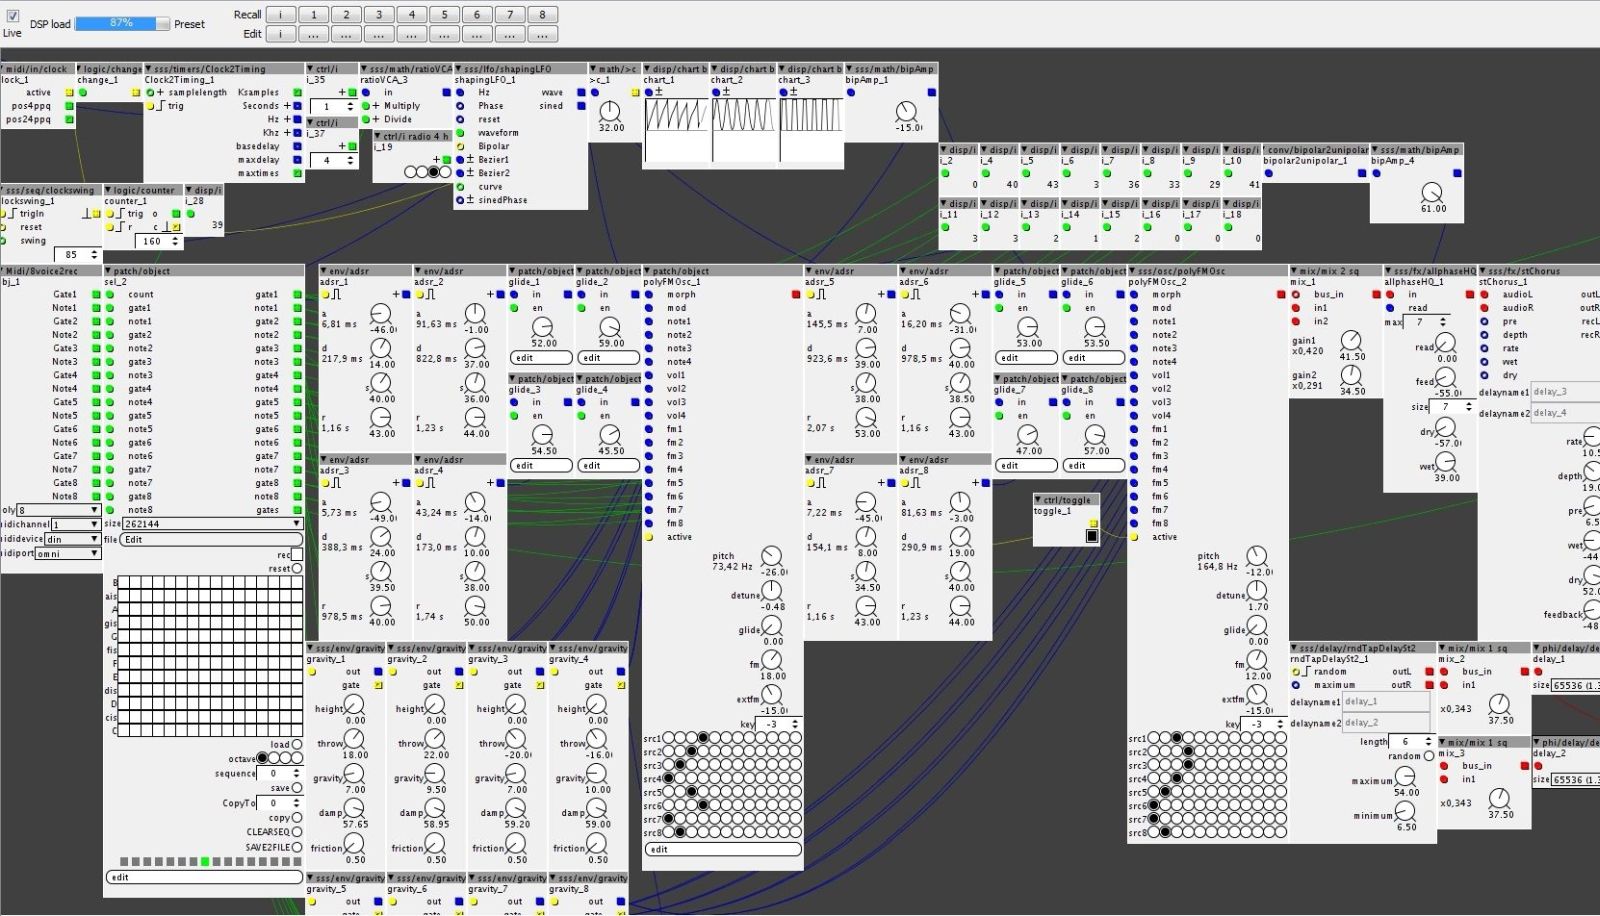 Recall i 1 2 3 4 5 6 7 8
Live DSP load 87% Preset
Edit i ... ... ... ... ... ... ... ...
midi/in/clock
lock_1
active
pos4ppq
pos24ppq
logic/change
change_1
sss/timers/Clock2Timing
Clock2Timing_1
samplelength Ksamples
trig Seconds
Hz
Khz
basedelay
maxdelay
maxtimes
ctrl/i
i_35
1
ctrl/i
i_37
4
sss/math/ratioVCA
ratioVCA_3
in
Multiply
Divide
ctrl/i radio 4 h
i_19
sss/lfo/shapingLFO
shapingLFO_1
Hz wave
Phase sined
reset
waveform
Bipolar
Bezier1
Bezier2
curve
sinedPhase
math/>c
>c_1
32.00
disp/chart b
chart_1
disp/chart b
chart_2
disp/chart b
chart_3
sss/math/bipAmp
bipAmp_1
-15.0
disp/i disp/i disp/i disp/i disp/i disp/i disp/i disp/i
i_2 i_4 i_5 i_6 i_7 i_8 i_9 i_10
0 40 43 3 36 33 29 41
disp/i disp/i disp/i disp/i disp/i disp/i disp/i disp/i
i_11 i_12 i_13 i_14 i_15 i_16 i_17 i_18
3 3 2 1 2 0 0 0
conv/bipolar2unipolar
bipolar2unipolar_1
sss/math/bipAmp
bipAmp_4
61.00
sss/seq/clockswing
lockswing_1
trigIn
reset
swing
85
logic/counter
counter_1
trig o
r c
160
disp/i
i_28
39
Midi/8voice2rec
bj_1
Gate1
Note1
Gate2
Note2
Gate3
Note3
Gate4
Note4
Gate5
Note5
Gate6
Note6
Gate7
Note7
Gate8
Note8
oly 8
idichannel 1
ididevice din
idiport omni
patch/object
sel_2
count gate1
gate1 note1
note1 gate2
gate2 note2
note2 gate3
gate3 note3
note3 gate4
gate4 note4
note4 gate5
gate5 note5
note5 gate6
gate6 note6
note6 gate7
gate7 note7
note7 gate8
gate8 note8
note8 gates
size 262144
file Edit
rec
reset
B
ais
A
gis
G
fis
F
E
dis
D
cis
C
load
octave
sequence 0
save
CopyTo 0
copy
CLEARSEQ
SAVE2FILE
edit
env/adsr
adsr_1
a
6,81 ms -46.0
d
217,9 ms 14.00
s
40.00
r
1,16 s 43.00
env/adsr
adsr_2
a
91,63 ms -1.00
d
822,8 ms 37.00
s
36.00
r
1,23 s 44.00
env/adsr
adsr_3
a
5,73 ms -49.0
d
388,3 ms 24.00
s
39.50
r
978,5 ms 40.00
env/adsr
adsr_4
a
43,24 ms -14.0
d
173,0 ms 10.00
s
38.00
r
1,74 s 50.00
patch/object
glide_1
in
en
52.00
edit
patch/object
glide_2
in
en
59.00
edit
patch/object
glide_3
in
en
54.50
edit
patch/object
glide_4
in
en
45.50
edit
sss/env/gravity
gravity_1
out
gate
height 0.00
throw 18.00
gravity 7.00
damp 57.65
friction 0.50
sss/env/gravity
gravity_2
out
gate
height 0.00
throw 22.00
gravity 9.50
damp 58.95
friction 0.50
sss/env/gravity
gravity_3
out
gate
height 0.00
throw -20.0
gravity 7.00
damp 59.20
friction 0.50
sss/env/gravity
gravity_4
out
gate
height 0.00
throw -16.0
gravity 10.00
damp 59.00
friction 0.50
sss/env/gravity
gravity_5
out
sss/env/gravity
gravity_6
out
sss/env/gravity
gravity_7
out
sss/env/gravity
gravity_8
out
patch/object
polyFMOsc_1
morph
mod
note1
note2
note3
note4
vol1
vol2
vol3
vol4
fm1
fm2
fm3
fm4
fm5
fm6
fm7
fm8
active
pitch
73,42 Hz -26.0
detune -0.48
glide 0.00
fm 18.00
extfm -15.0
key -3
src1
src2
src3
src4
src5
src6
src7
src8
edit
env/adsr
adsr_5
a
145,5 ms 7.00
d
923,6 ms 39.00
s
38.00
r
2,07 s 53.00
env/adsr
adsr_6
a
16,20 ms -31.0
d
978,5 ms 40.00
s
38.50
r
1,16 s 43.00
env/adsr
adsr_7
a
7,22 ms -45.0
d
154,1 ms 8.00
s
34.50
r
1,16 s 43.00
env/adsr
adsr_8
a
81,63 ms -3.00
d
290,9 ms 19.00
s
40.00
r
1,23 s 44.00
patch/object
glide_5
in
en
53.00
edit
patch/object
glide_6
in
en
53.50
edit
patch/object
glide_7
in
en
47.00
edit
patch/object
glide_8
in
en
57.00
edit
ctrl/toggle
toggle_1
sss/osc/polyFMOsc
polyFMOsc_2
morph
mod
note1
note2
note3
note4
vol1
vol2
vol3
vol4
fm1
fm2
fm3
fm4
fm5
fm6
fm7
fm8
active
pitch
164,8 Hz -12.0
detune 1.70
glide 0.00
fm 12.00
extfm -15.0
key -3
src1
src2
src3
src4
src5
src6
src7
src8
mix/mix 2 sq
mix_1
bus_in
in1
in2
gain1
x0,420 41.50
gain2
x0,291 34.50
sss/fx/allphaseHQ
allphaseHQ_1
in
read
max 7
read 0.00
feed -55.0
size 7
dry -57.0
wet 39.00
sss/fx/stChorus
stChorus_1
audioL outL
audioR outR
pre recL
depth recR
rate
wet
dry
delayname1 delay_3
delayname2 delay_4
rate 10.5
depth 19.0
pre 6.5
wet -44
dry 52.0
feedback -48
sss/delay/rndTapDelaySt2
rndTapDelaySt2_1
random outL
maximum outR
delayname1 delay_1
delayname2 delay_2
length 6
random
maximum 54.00
minimum 6.50
mix/mix 1 sq
mix_2
bus_in
in1
x0,343 37.50
mix/mix 1 sq
mix_3
bus_in
in1
x0,343 37.50
phi/delay/de
delay_1
size 65536 (1.3
phi/delay/de
delay_2
size 65536 (1.3